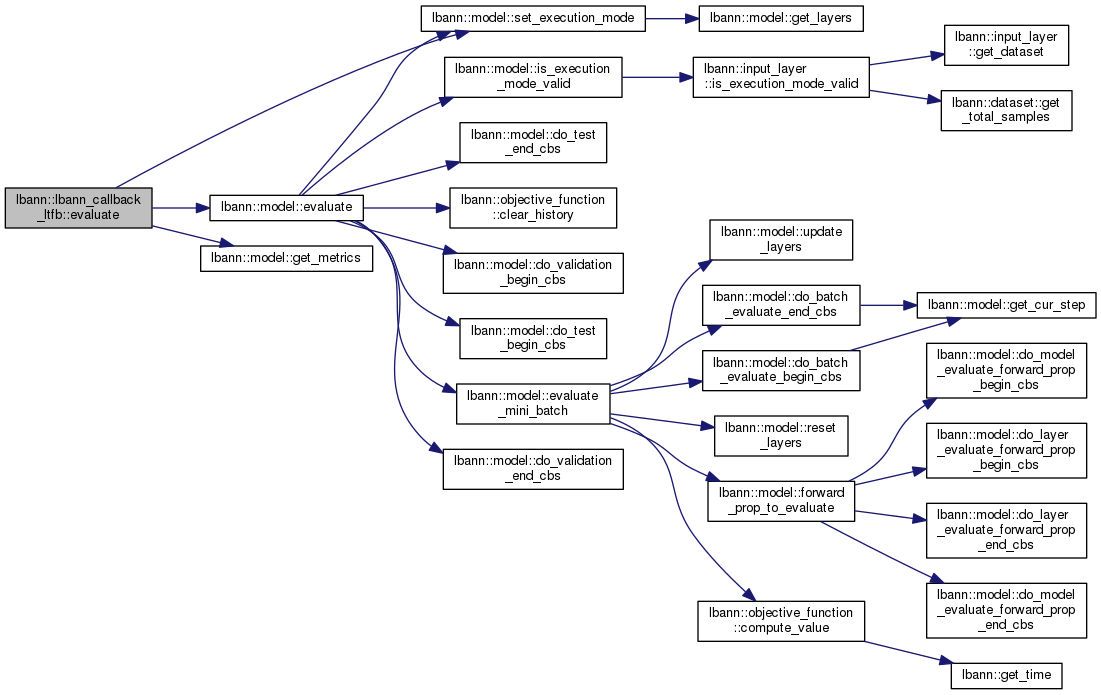 lbann::lbann_callback
_ltfb::evaluate
lbann::model::evaluate
lbann::model::get_metrics
lbann::model::set_execution_mode
lbann::model::is_execution
_mode_valid
lbann::model::do_test
_end_cbs
lbann::objective_function
::clear_history
lbann::model::do_validation
_begin_cbs
lbann::model::do_test
_begin_cbs
lbann::model::evaluate
_mini_batch
lbann::model::do_validation
_end_cbs
lbann::model::get_layers
lbann::input_layer
::is_execution_mode_valid
lbann::model::update
_layers
lbann::model::do_batch
_evaluate_end_cbs
lbann::model::do_batch
_evaluate_begin_cbs
lbann::model::reset
_layers
lbann::model::forward
_prop_to_evaluate
lbann::objective_function
::compute_value
lbann::input_layer
::get_dataset
lbann::dataset::get
_total_samples
lbann::model::get_cur_step
lbann::model::do_model
_evaluate_forward_prop
_begin_cbs
lbann::model::do_layer
_evaluate_forward_prop
_begin_cbs
lbann::model::do_layer
_evaluate_forward_prop
_end_cbs
lbann::model::do_model
_evaluate_forward_prop
_end_cbs
lbann::get_time